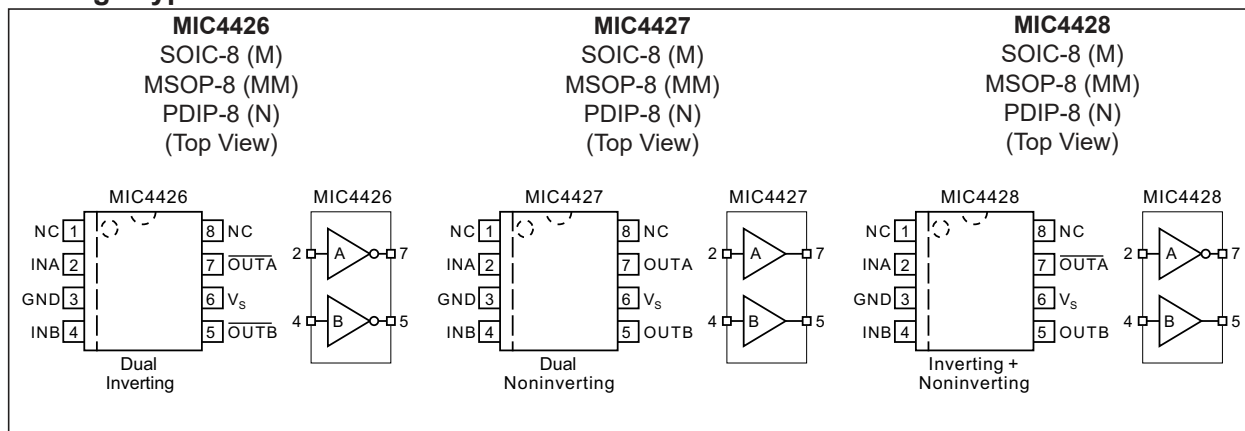 MIC4426
SOIC-8 (M)
MSOP-8 (MM)
PDIP-8 (N)
(Top View)
MIC4426
NC 1
INA 2
GND 3
INB 4
8 NC
7 OUTA
6 VS
5 OUTB
Dual
Inverting
MIC4426
2 A 7
4 B 5
MIC4427
SOIC-8 (M)
MSOP-8 (MM)
PDIP-8 (N)
(Top View)
MIC4427
NC 1
INA 2
GND 3
INB 4
8 NC
7 OUTA
6 VS
5 OUTB
Dual
Noninverting
MIC4427
2 A 7
4 B 5
MIC4428
SOIC-8 (M)
MSOP-8 (MM)
PDIP-8 (N)
(Top View)
MIC4428
NC 1
INA 2
GND 3
INB 4
8 NC
7 OUTA
6 VS
5 OUTB
Inverting +
Noninverting
MIC4428
2 A 7
4 B 5